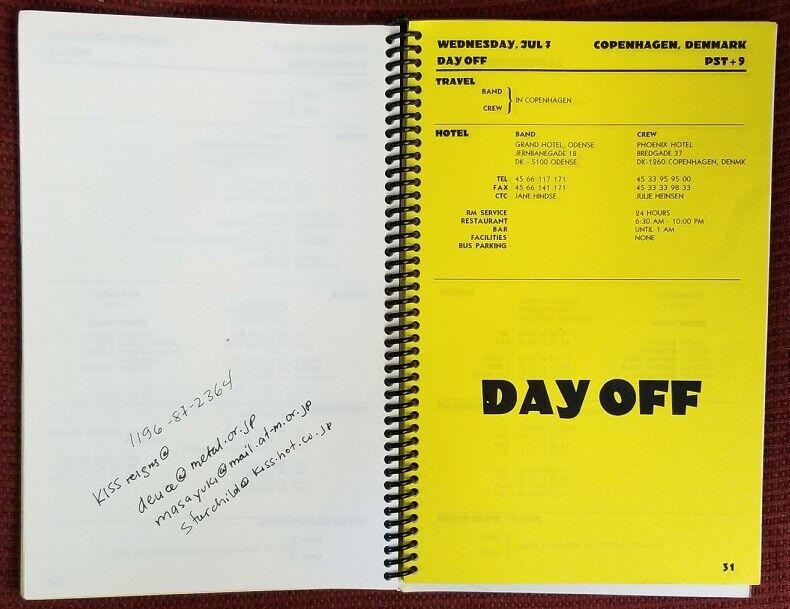 1196-87-2364
KISS reigns@
deuce@metal.or.jp
masayuki@mail.at-m.or.jp
Starchild@kiss.hot.co.jp
WEDNESDAY, JUL 7 COPENHAGEN, DENMARK
DAY OFF PST + 9
TRAVEL
BAND
CREW
IN COPENHAGEN
HOTEL BAND CREW
GRAND HOTEL, ODENSE PHOENIX HOTEL
JERNBANEGADE 18 BREDGADE 37
DK - 5100 ODENSE DK-1260 COPENHAGEN, DENMK
TEL 45 66 117 171 45 33 95 95 00
FAX 45 66 141 171 45 33 33 98 33
CTC JANE HINDSE JULIE HEINSEN
RM SERVICE 24 HOURS
RESTAURANT 6:30 AM - 10:00 PM
BAR UNTIL 1 AM
FACILITIES NONE
BUS PARKING
DAY OFF
31